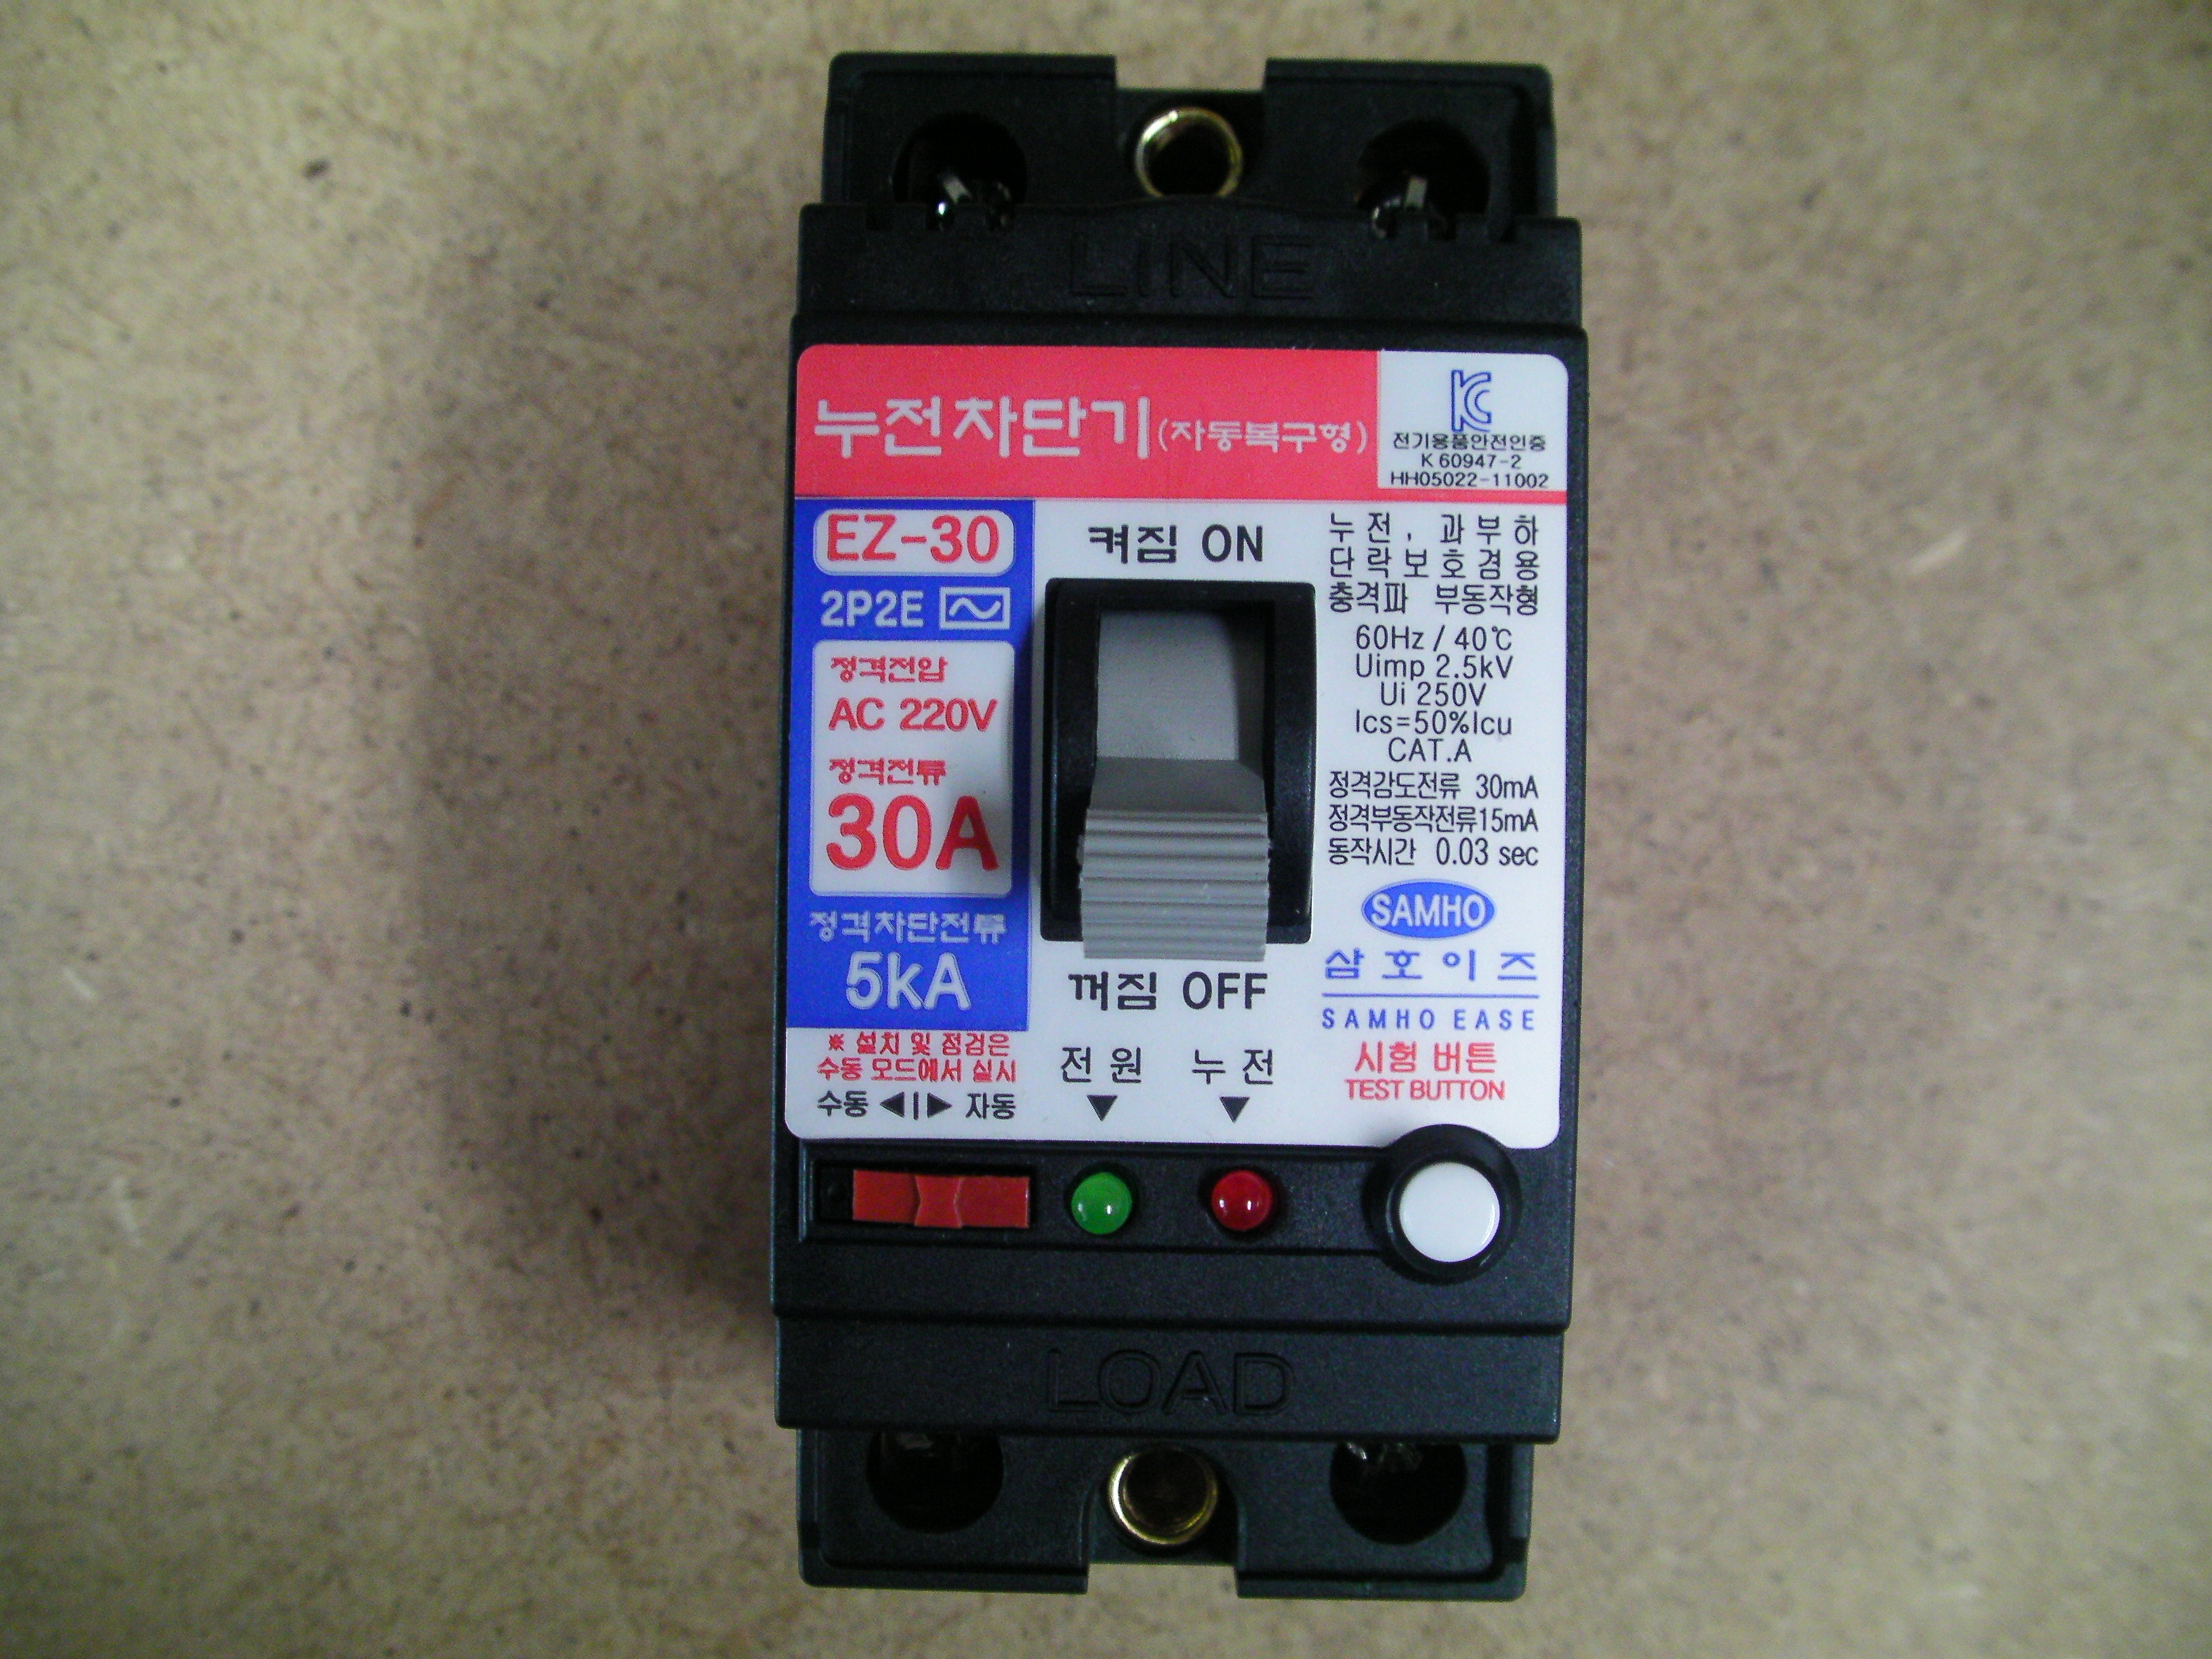 LINE
누전차단기(자동복구형)
전기용품안전인증
K 60947-2
HH05022-11002
EZ-30
2P2E
정격전압
AC 220V
정격전류
30A
정격차단전류
5kA
※ 설치 및 점검은
수동 모드에서 실시
수동 ◀|▶ 자동
켜짐 ON
꺼짐 OFF
전원 누전
▼ ▼
누전, 과부하
단락보호겸용
충격파 부동작형
60Hz / 40℃
Uimp 2.5kV
Ui 250V
Ics=50%Icu
CAT.A
정격감도전류 30mA
정격부동작전류15mA
동작시간 0.03 sec
SAMHO
삼호이즈
SAMHO EASE
시험 버튼
TEST BUTTON
LOAD